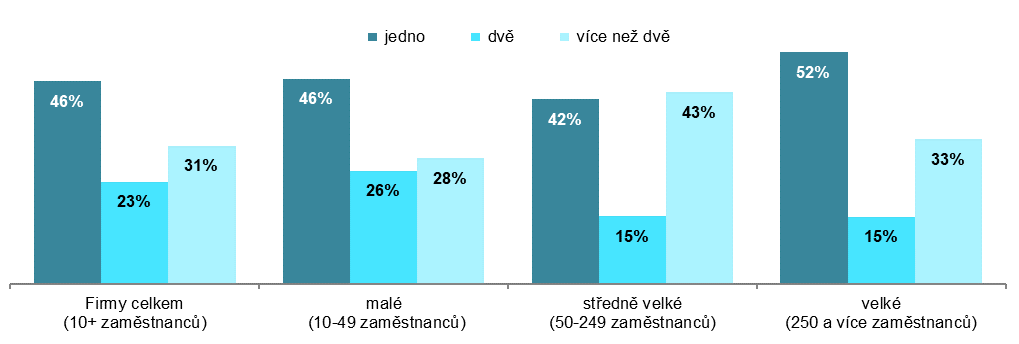 jedno dvě více než dvě
46% 23% 31%
46% 26% 28%
42% 15% 43%
52% 15% 33%
Firmy celkem
(10+ zaměstnanců)
malé
(10-49 zaměstnanců)
středně velké
(50-249 zaměstnanců)
velké
(250 a více zaměstnanců)